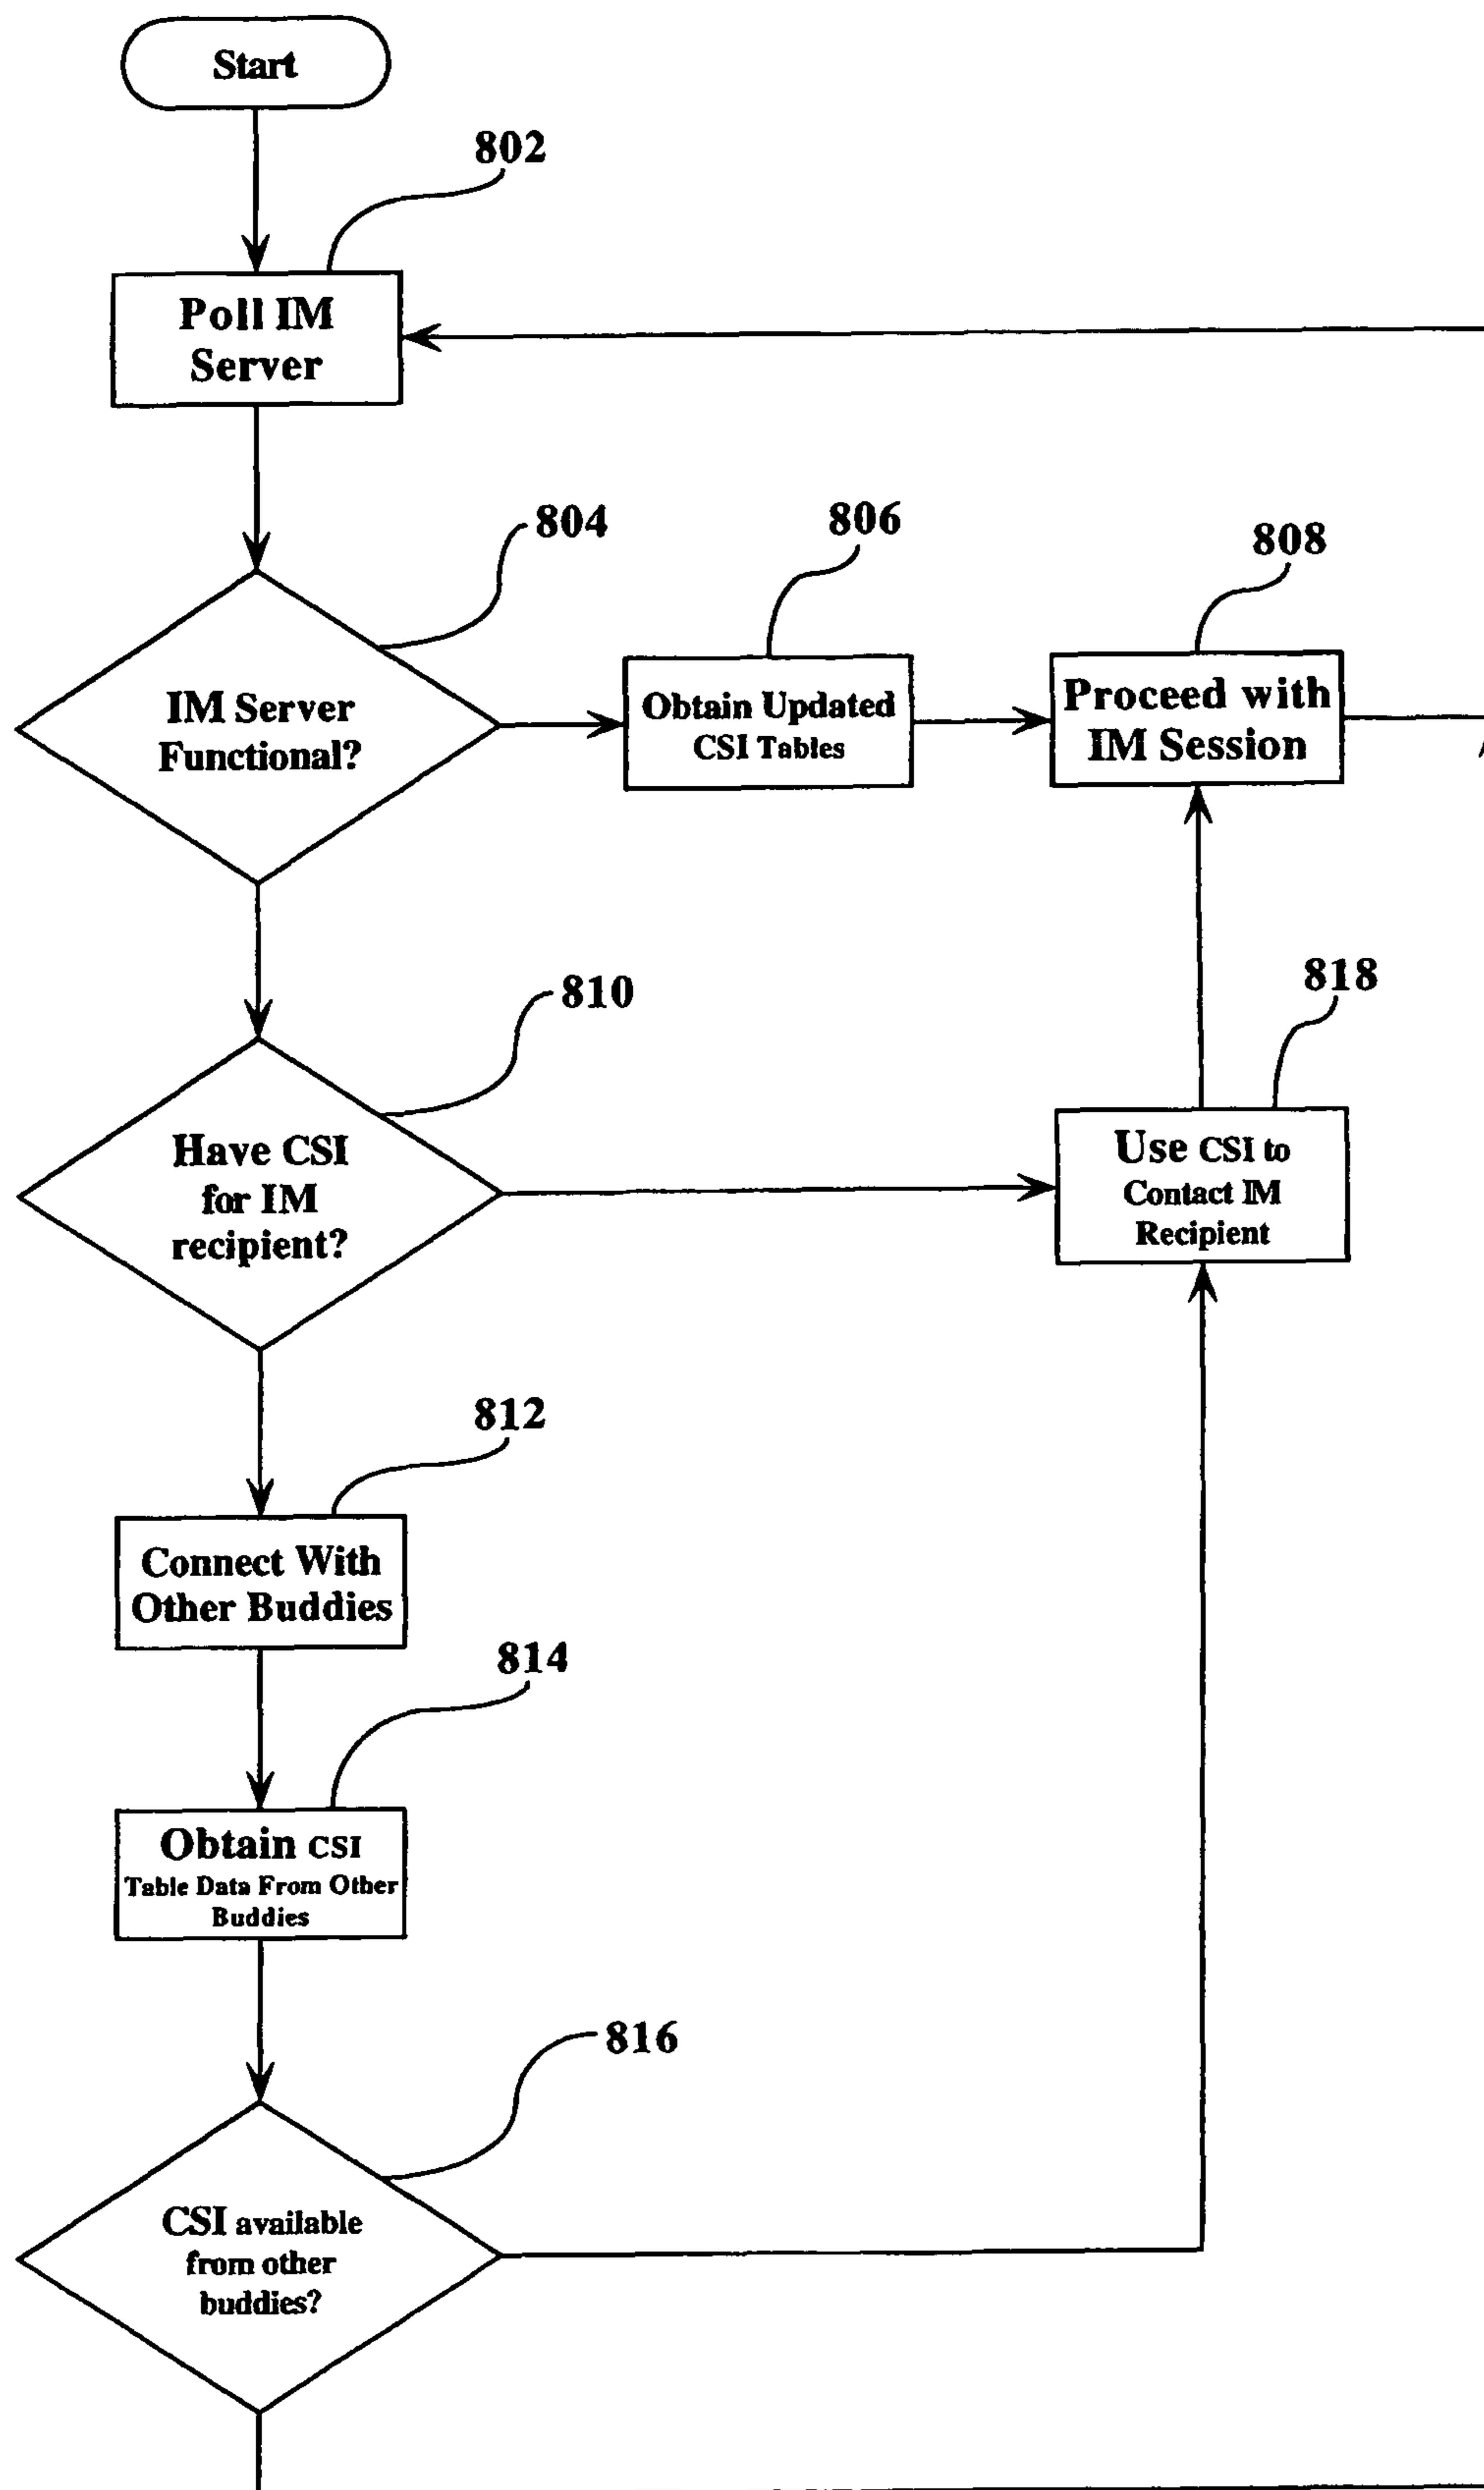 Start
802
Poll IM
Server
804
806
808
IM Server
Functional?
Obtain Updated
CSI Tables
Proceed with
IM Session
810
818
Have CSI
for IM
recipient?
Use CSI to
Contact IM
Recipient
812
Connect With
Other Buddies
814
Obtain CSI
Table Data From Other
Buddies
816
CSI available
from other
buddies?